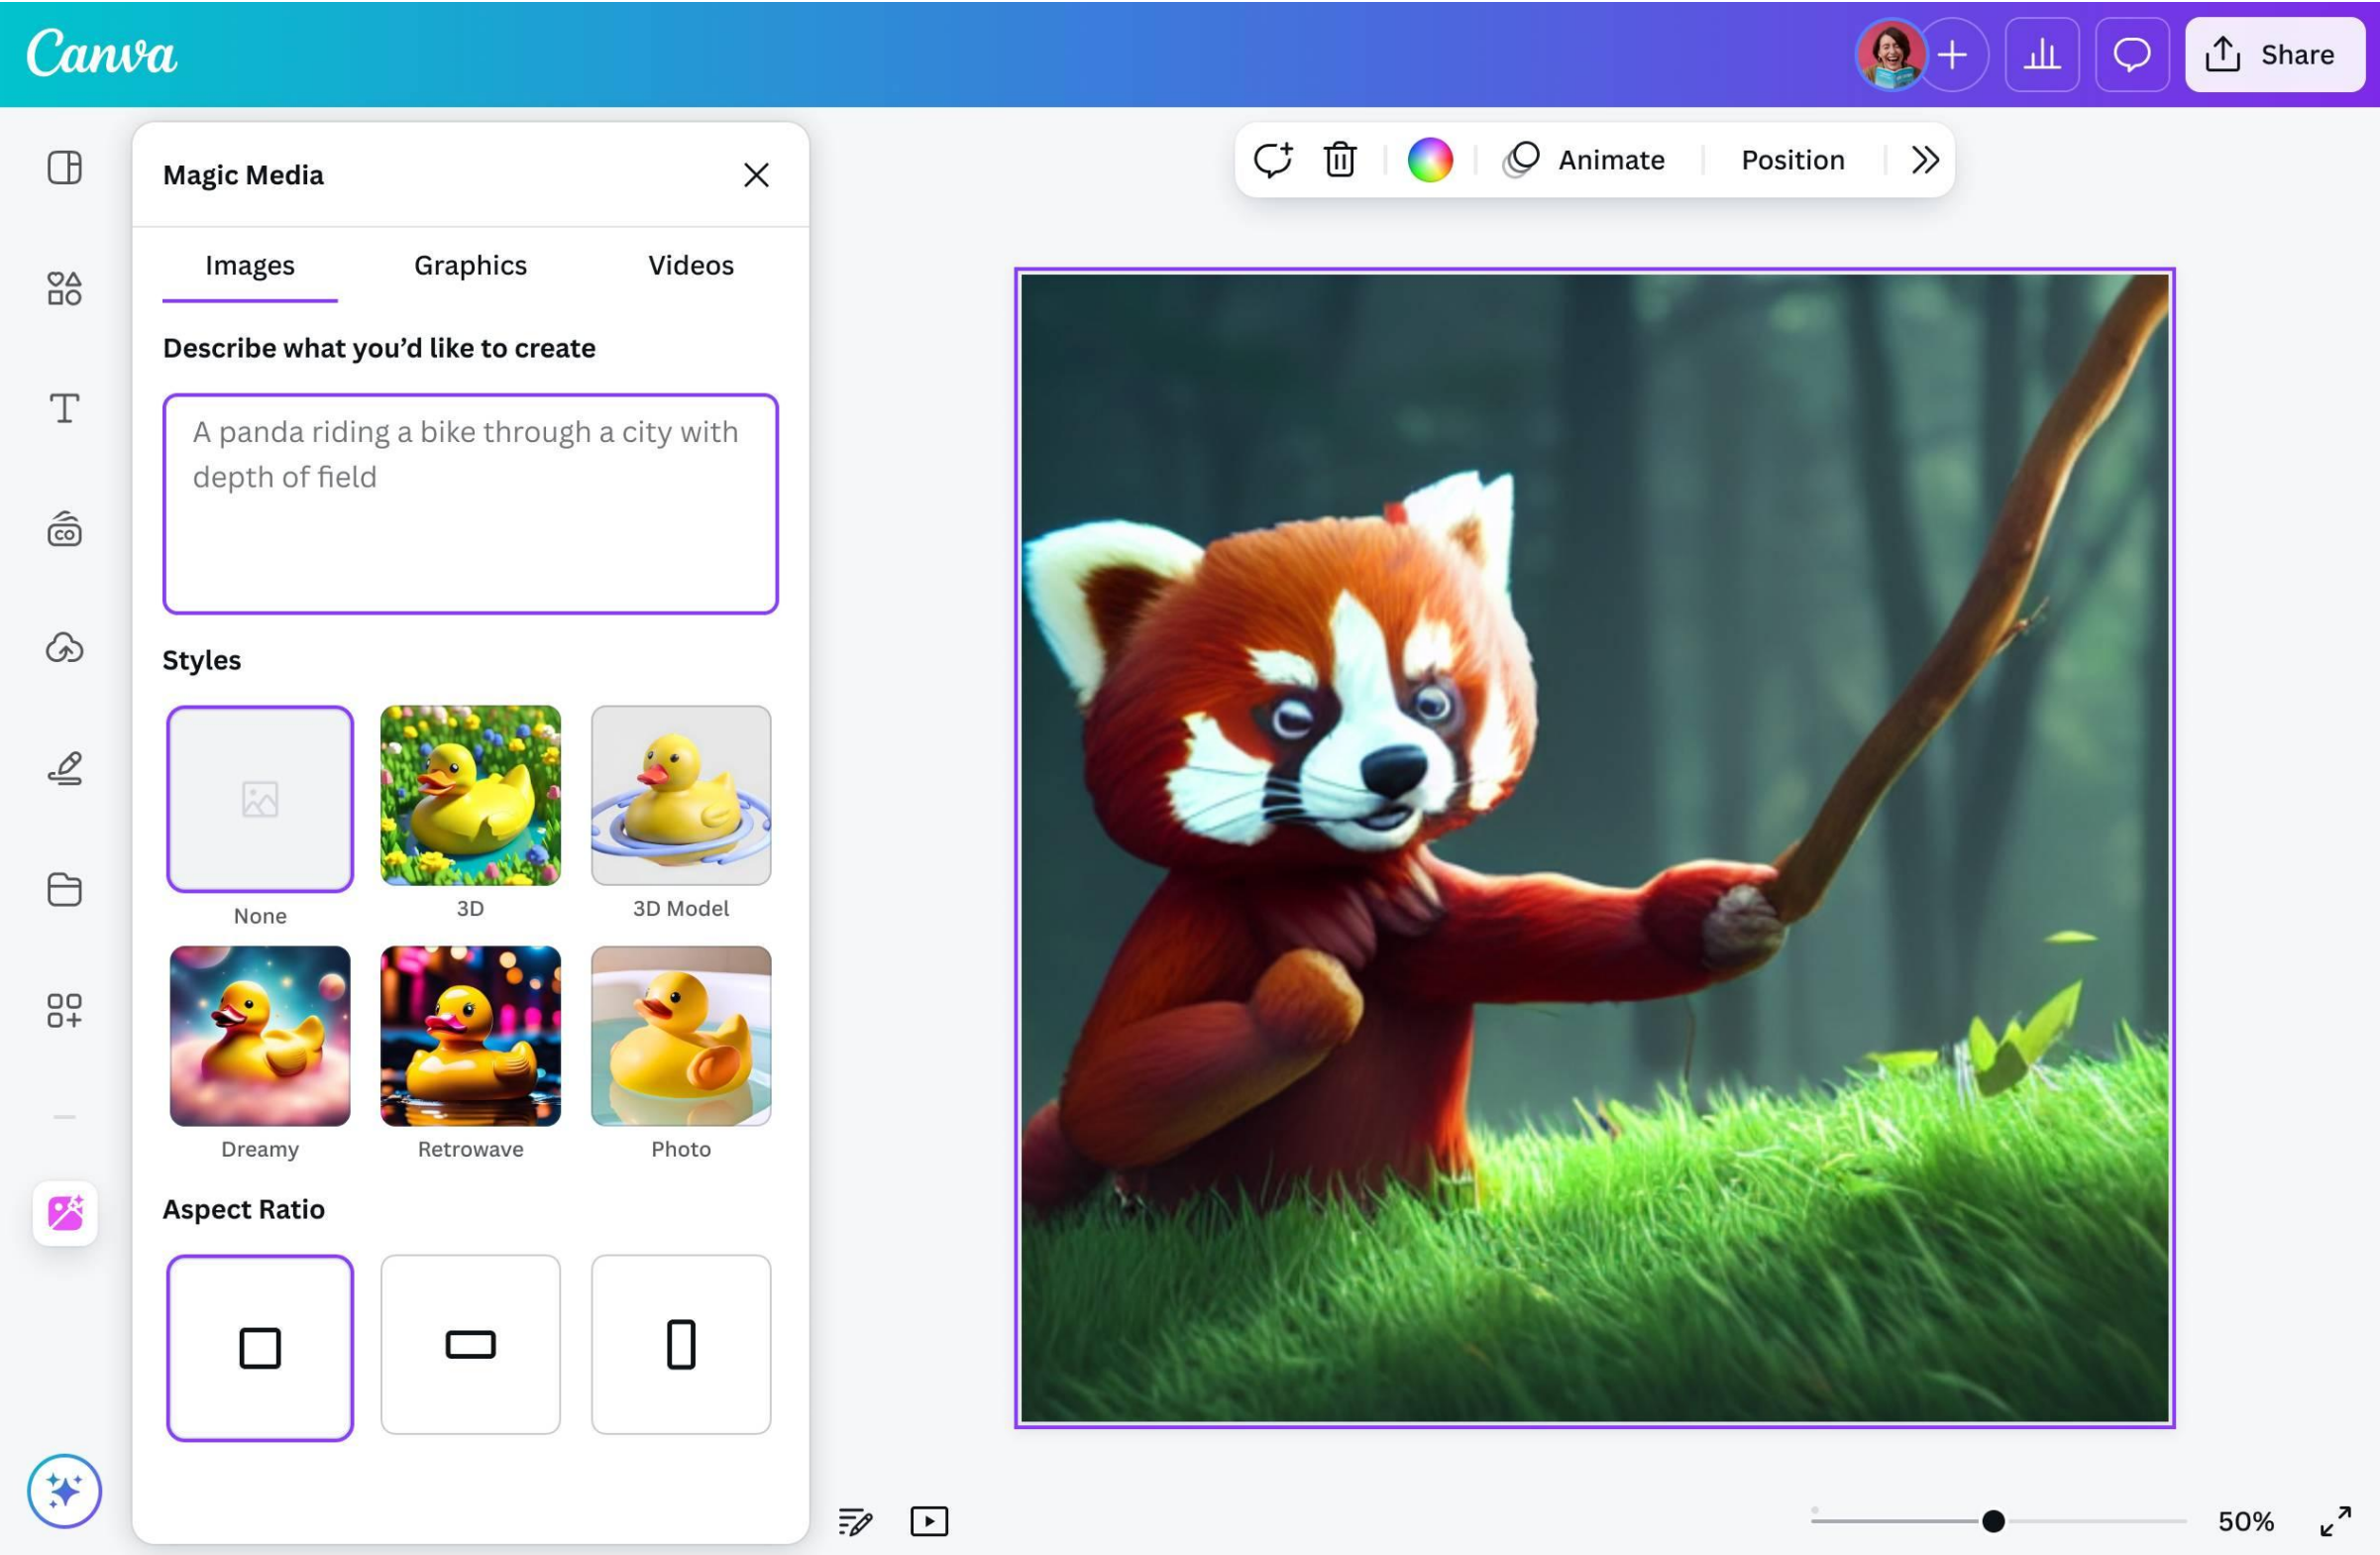 Canva
Share
Magic Media
Animate
Position
Images
Graphics
Videos
Describe what you’d like to create
A panda riding a bike through a city with
depth of field
CO
Styles
None
3D
3D Model
Dreamy
Retrowave
Photo
Aspect Ratio
50%